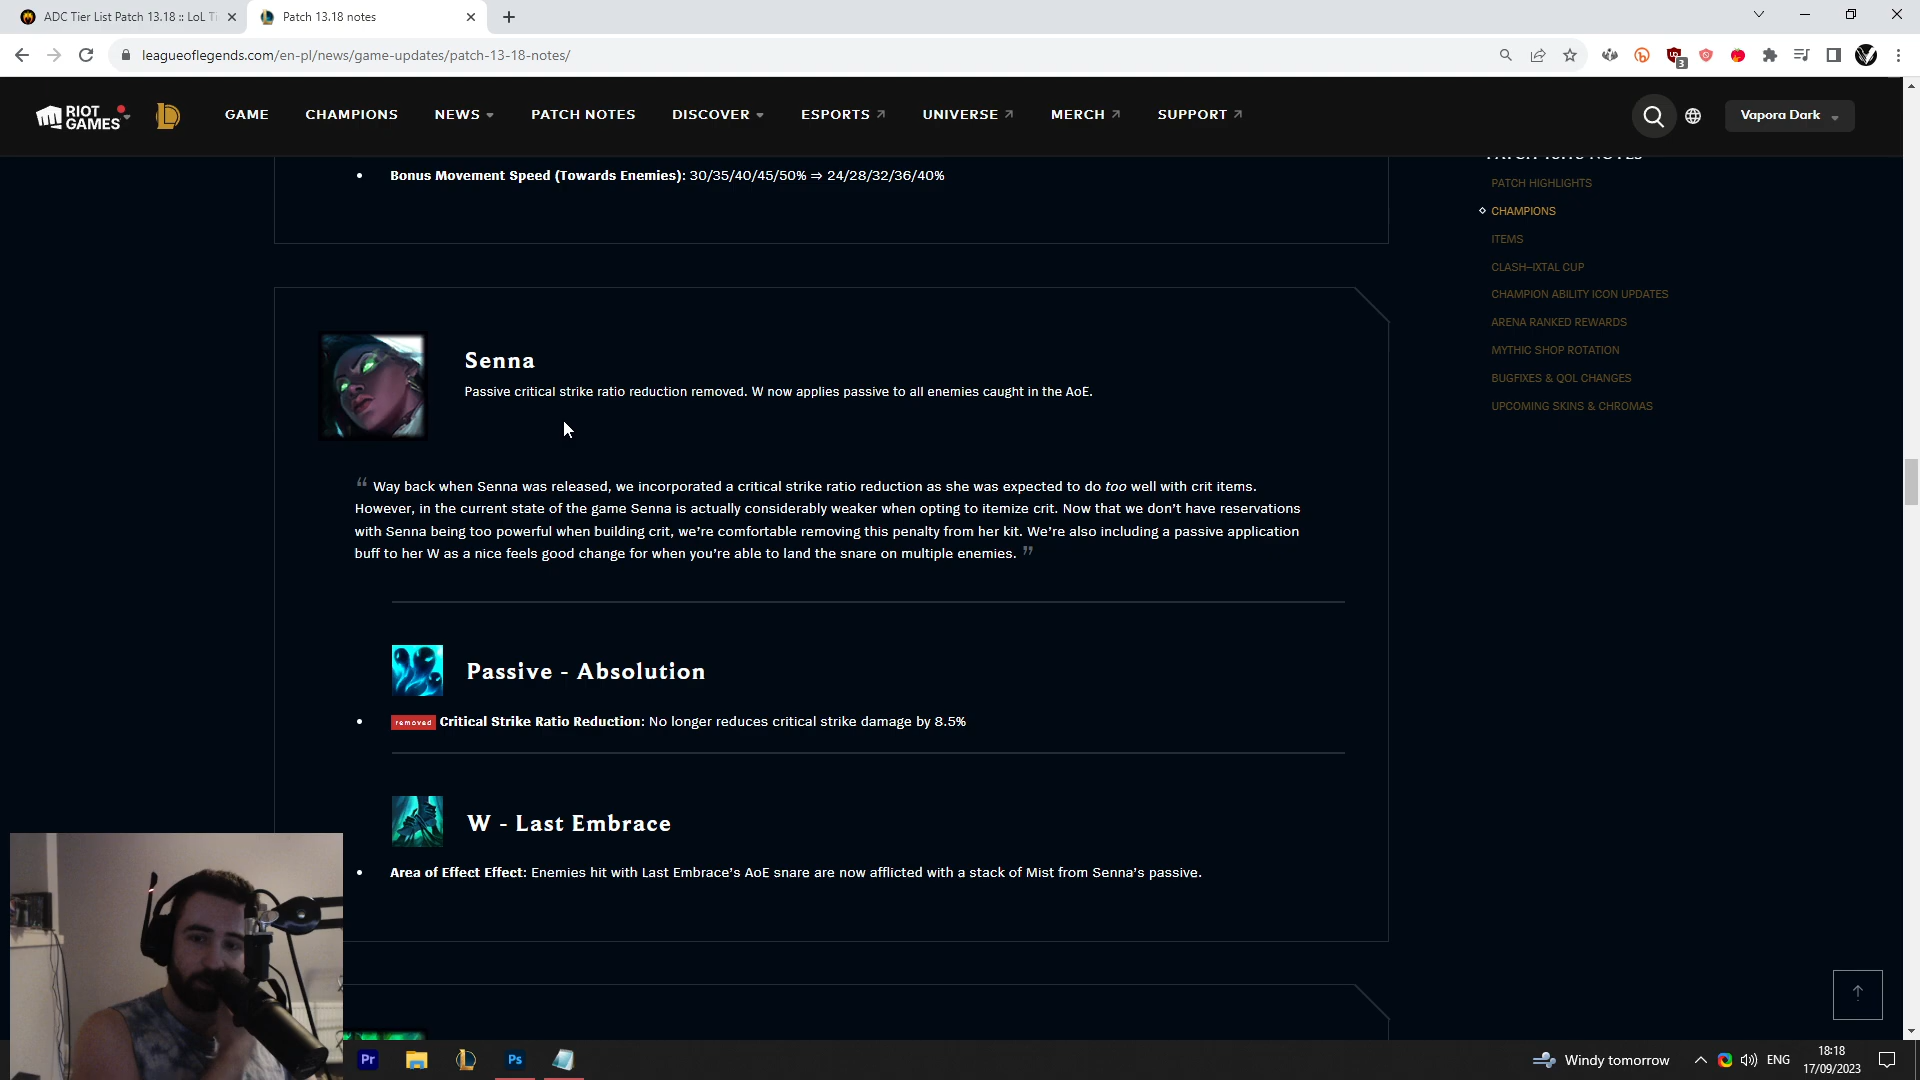 ADC Tier List Patch 13.18 :: LoL Ti
Patch 13.18 notes
leagueoflegends.com/en-pl/news/game-updates/patch-13-18-notes/
3
RIOT GAMES
GAME
CHAMPIONS
NEWS
PATCH NOTES
DISCOVER
ESPORTS
UNIVERSE
MERCH
SUPPORT
Vapora Dark
Bonus Movement Speed (Towards Enemies): 30/35/40/45/50% ⇒ 24/28/32/36/40%
PATCH 13.18 NOTES
PATCH HIGHLIGHTS
CHAMPIONS
ITEMS
CLASH–IXTAL CUP
CHAMPION ABILITY ICON UPDATES
ARENA RANKED REWARDS
MYTHIC SHOP ROTATION
BUGFIXES & QOL CHANGES
UPCOMING SKINS & CHROMAS
Senna
Passive critical strike ratio reduction removed. W now applies passive to all enemies caught in the AoE.
“ Way back when Senna was released, we incorporated a critical strike ratio reduction as she was expected to do too well with crit items.
However, in the current state of the game Senna is actually considerably weaker when opting to itemize crit. Now that we don’t have reservations
with Senna being too powerful when building crit, we’re comfortable removing this penalty from her kit. We’re also including a passive application
buff to her W as a nice feels good change for when you’re able to land the snare on multiple enemies. ”
Passive - Absolution
removed Critical Strike Ratio Reduction: No longer reduces critical strike damage by 8.5%
W - Last Embrace
Area of Effect Effect: Enemies hit with Last Embrace’s AoE snare are now afflicted with a stack of Mist from Senna’s passive.
Pr
Ps
Windy tomorrow
ENG
18:18
17/09/2023